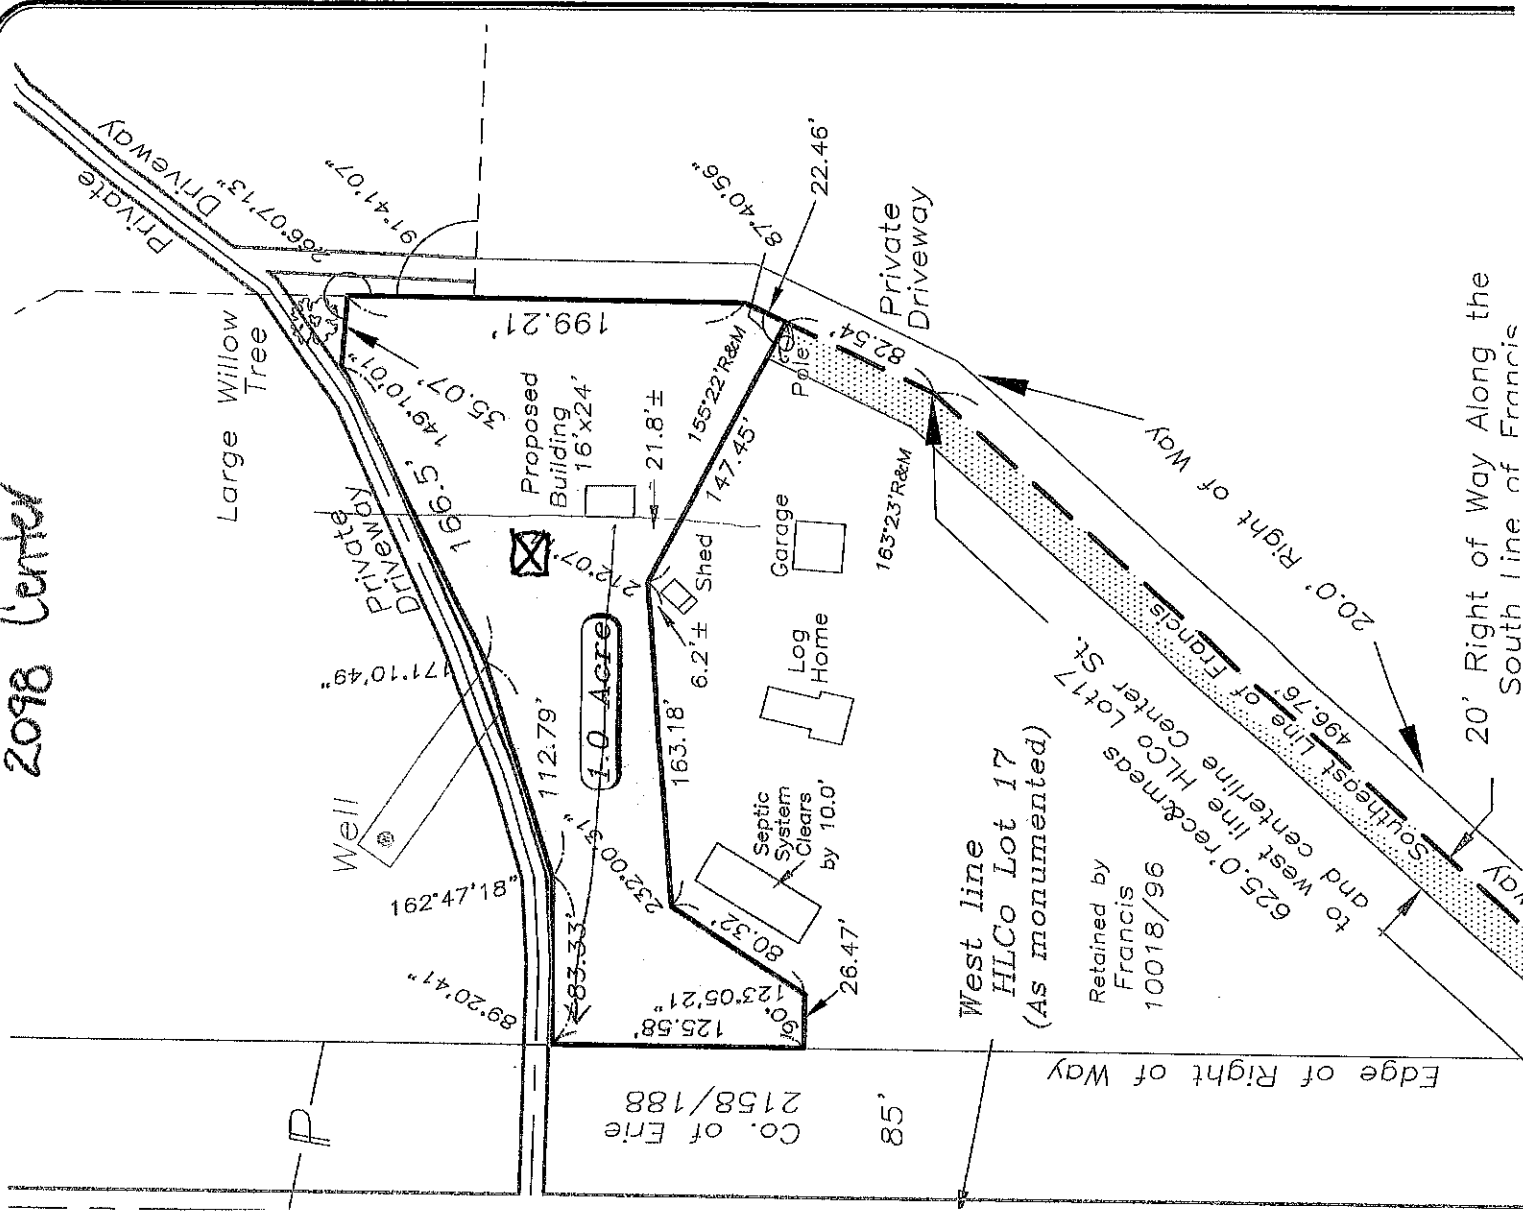 2098 Center
Private
Driveway
266°07'13"
91°41'07"
Large Willow
Tree
35.07'
149°10'01"
166.5'
Private
Driveway
199.21'
87°40'56"
22.46'
155°22'R&M
Pole
82.54'
Private
Driveway
Proposed
Building
16'x24'
21.8'±
147.45'
212°07'
Shed
6.2'±
Garage
163°23'R&M
Log
Home
171°10'49"
Well
112.79'
1.0 Acre
163.18'
162°47'18"
232°00'31"
Septic
System
Clears
by 10.0'
80.32'
83.33'
89°20'41"
123°05'21"
125.58'
90°
26.47'
20.0' Right of Way
Southeast Line of Francis
496.76'
625.0'rec&meas
to west line HLCo Lot17
and centerline Center St.
20' Right of Way Along the
South line of Francis
Way
West line
HLCo Lot 17
(As monumented)
Retained by
Francis
10018/96
Edge of Right of Way
Co. of Erie
2158/188
85'
P